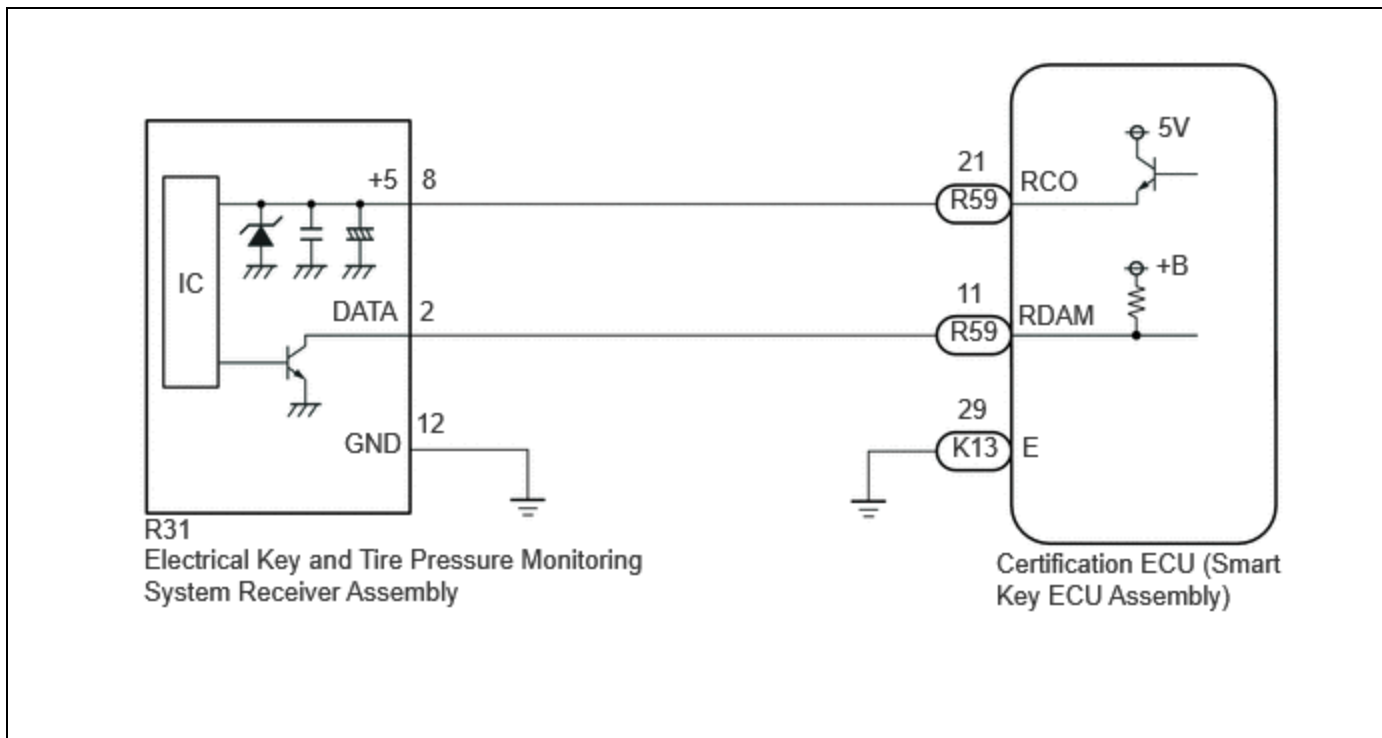 5V
21
+5 8
RCO
R59
IC
+B
11
DATA 2
RDAM
R59
29
12
GND
K13 E
R31
Electrical Key and Tire Pressure Monitoring
System Receiver Assembly
Certification ECU (Smart
Key ECU Assembly)